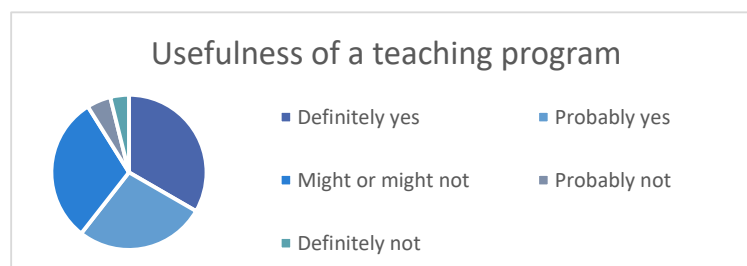 Usefulness of a teaching program
Definitely yes
Probably yes
Might or might not
Probably not
Definitely not